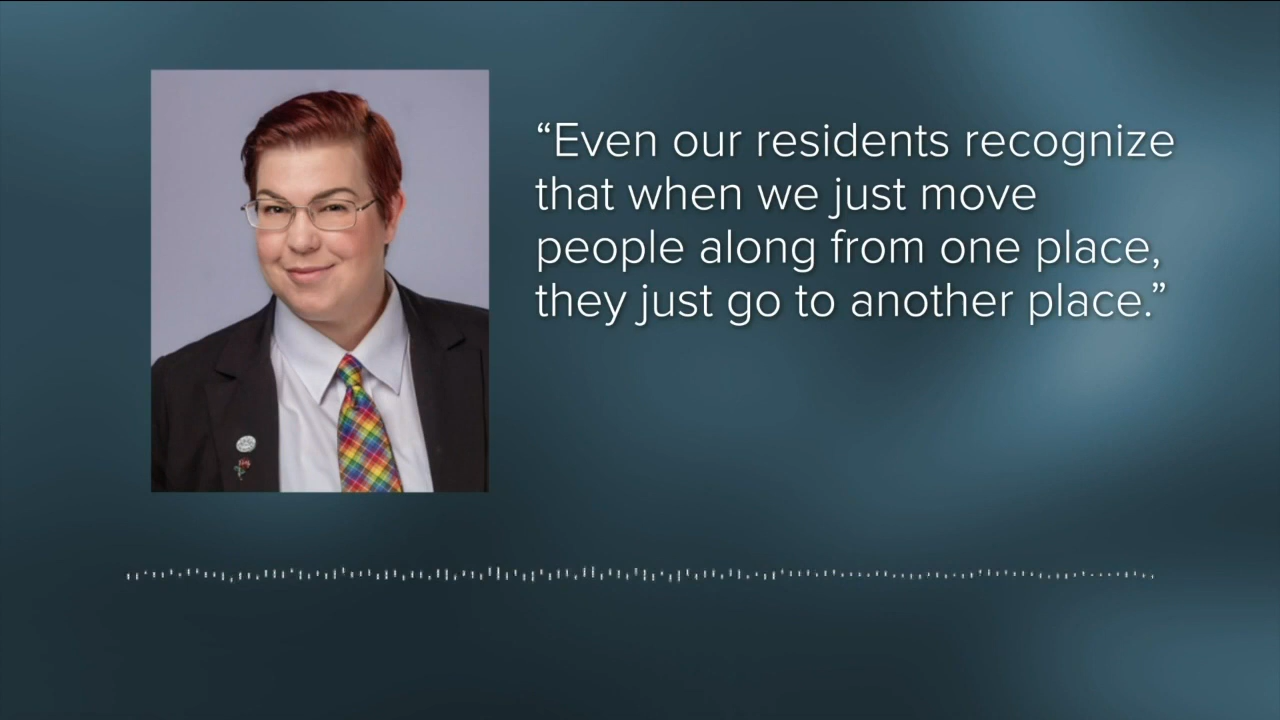 “Even our residents recognize
that when we just move
people along from one place,
they just go to another place.”